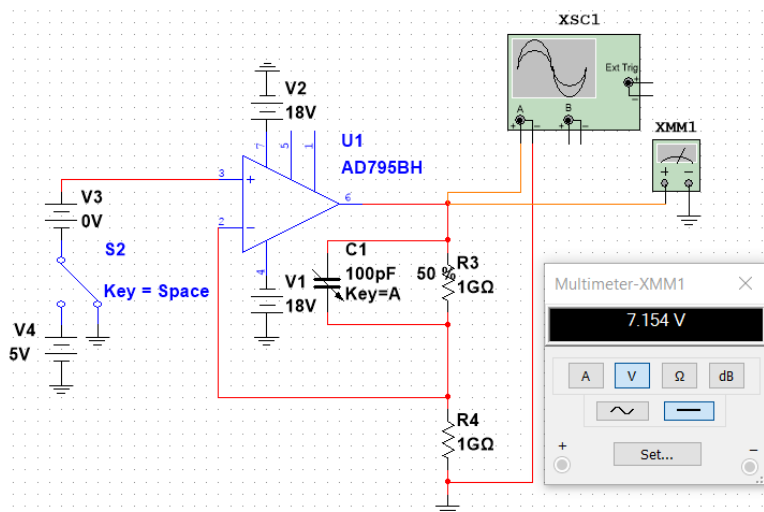 XSC1
Ext Trig
+
−
A
B
+ − + −
V2
18V
7 5 1
U1
AD795BH
XMM1
+ −
3 +
6
2 −
4
V3
0V
S2
Key = Space
V4
5V
V1
18V
C1
100pF
Key=A
50 %
R3
1GΩ
R4
1GΩ
Multimeter-XMM1 ×
7.154 V
A V Ω dB
+ Set... −